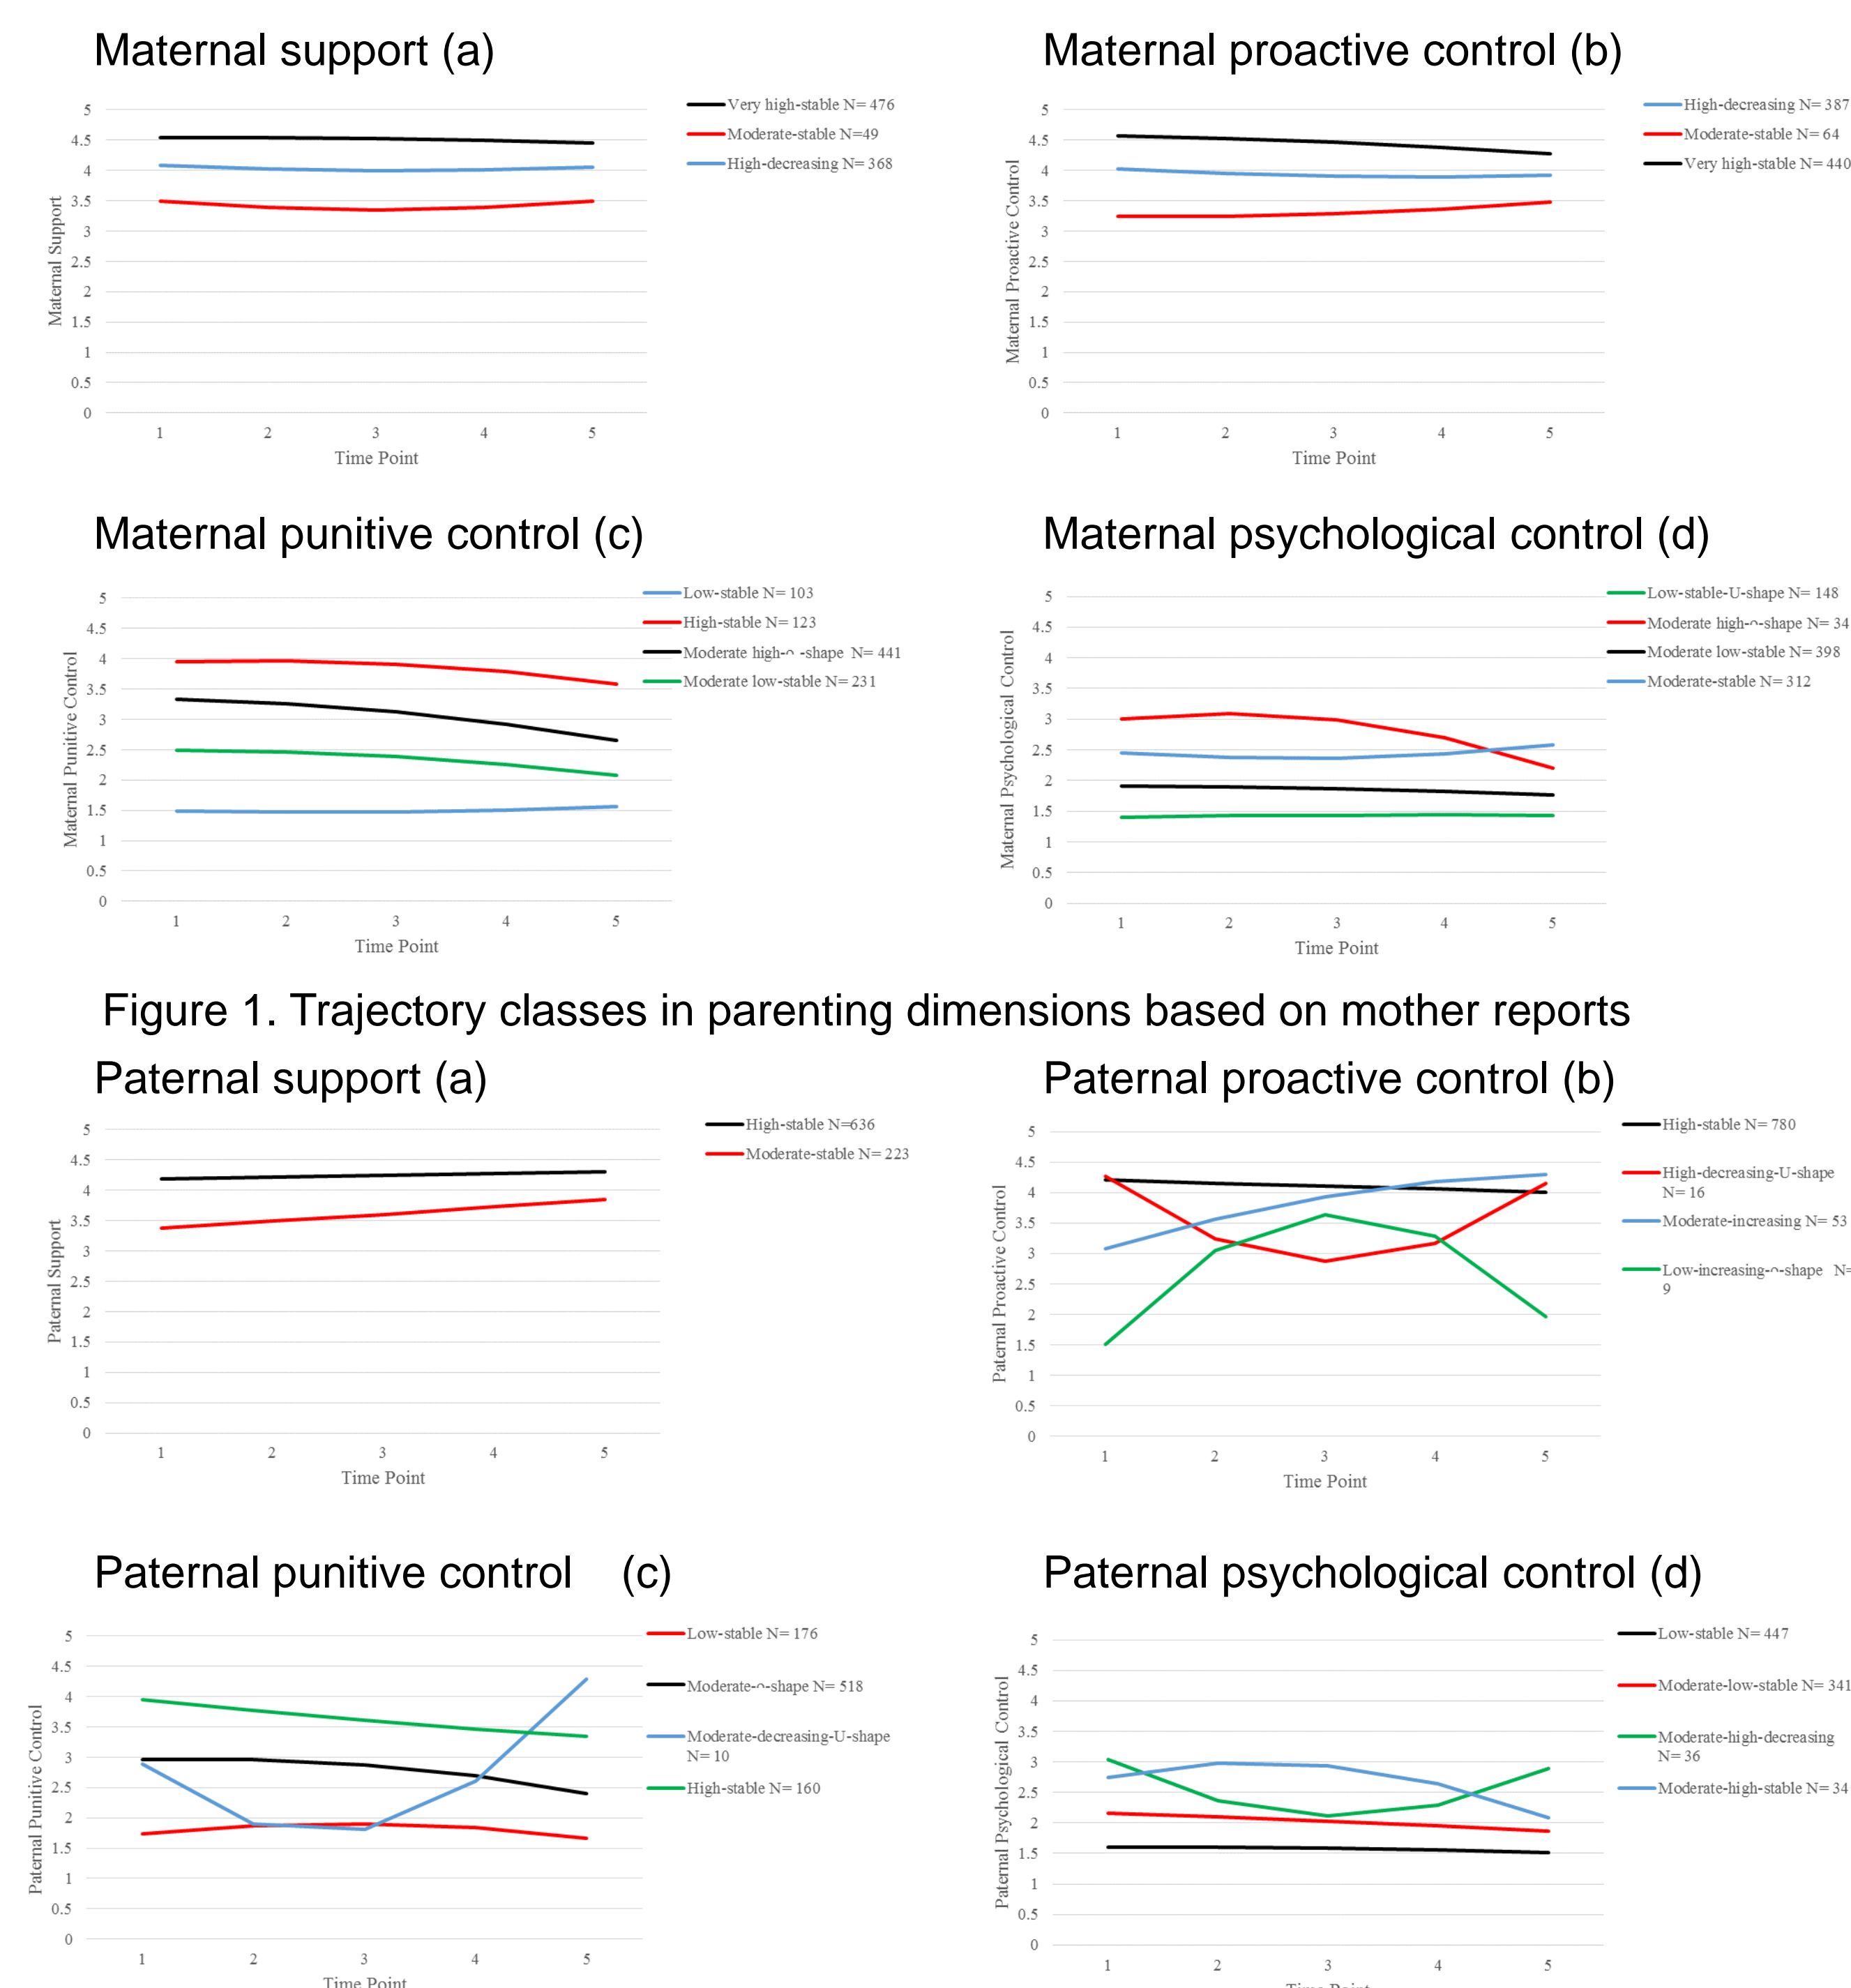 Maternal support (a)
Maternal Support
5
4.5
4
3.5
3
2.5
2
1.5
1
0.5
0
1 2 3 4 5
Time Point
Very high-stable N= 476
Moderate-stable N=49
High-decreasing N= 368
Maternal proactive control (b)
Maternal Proactive Control
5
4.5
4
3.5
3
2.5
2
1.5
1
0.5
0
1 2 3 4 5
Time Point
High-decreasing N= 387
Moderate-stable N= 64
Very high-stable N= 440
Maternal punitive control (c)
Maternal Punitive Control
5
4.5
4
3.5
3
2.5
2
1.5
1
0.5
0
1 2 3 4 5
Time Point
Low-stable N= 103
High-stable N= 123
Moderate high-𝇍-shape N= 441
Moderate low-stable N= 231
Maternal psychological control (d)
Maternal Psychological Control
5
4.5
4
3.5
3
2.5
2
1.5
1
0.5
0
1 2 3 4 5
Time Point
Low-stable-U-shape N= 148
Moderate high-∩-shape N= 34
Moderate low-stable N= 398
Moderate-stable N= 312
Figure 1. Trajectory classes in parenting dimensions based on mother reports
Paternal support (a)
Paternal Support
5
4.5
4
3.5
3
2.5
2
1.5
1
0.5
0
1 2 3 4 5
Time Point
High-stable N=636
Moderate-stable N= 223
Paternal proactive control (b)
Paternal Proactive Control
5
4.5
4
3.5
3
2.5
2
1.5
1
0.5
0
1 2 3 4 5
Time Point
High-stable N= 780
High-decreasing-U-shape
N= 16
Moderate-increasing N= 53
Low-increasing-∩-shape N=
9
Paternal punitive control (c)
Paternal Punitive Control
5
4.5
4
3.5
3
2.5
2
1.5
1
0.5
0
1 2 3 4 5
Time Point
Low-stable N= 176
Moderate-∩-shape N= 518
Moderate-decreasing-U-shape
N= 10
High-stable N= 160
Paternal psychological control (d)
Paternal Psychological Control
5
4.5
4
3.5
3
2.5
2
1.5
1
0.5
0
1 2 3 4 5
Time Point
Low-stable N= 447
Moderate-low-stable N= 341
Moderate-high-decreasing
N= 36
Moderate-high-stable N= 34